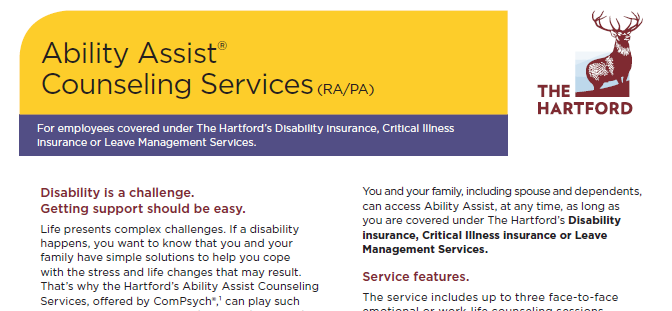 Ability Assist®
Counseling Services (RA/PA)
THE
HARTFORD
For employees covered under The Hartford's Disability Insurance, Critical Illness
Insurance or Leave Management Services.
Disability is a challenge.
Getting support should be easy.
Life presents complex challenges. If a disability
happens, you want to know that you and your
family have simple solutions to help you cope
with the stress and life changes that may result.
That's why the Hartford's Ability Assist Counseling
Services, offered by ComPsych®,¹ can play such
You and your family, including spouse and dependents,
can access Ability Assist, at any time, as long as
you are covered under The Hartford's Disability
insurance, Critical Illness insurance or Leave
Management Services.
Service features.
The service includes up to three face-to-face
emotional or work-life counseling sessions